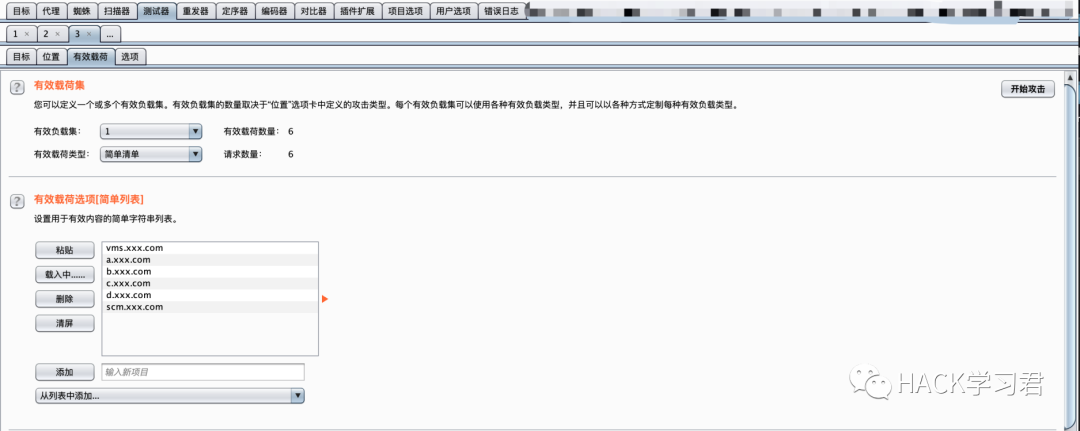 目标 代理 蜘蛛 扫描器 测试器 重发器 定序器 编码器 对比器 插件扩展 项目选项 用户选项 错误日志
1 × 2 × 3 × ...
目标 位置 有效载荷 选项
? 有效载荷集
开始攻击
您可以定义一个或多个有效负载集。有效负载集的数量取决于“位置”选项卡中定义的攻击类型。每个有效负载集可以使用各种有效负载类型，并且可以以各种方式定制每种有效负载类型。
有效负载集： 1 有效载荷数量： 6
有效载荷类型： 简单清单 请求数量： 6
? 有效载荷选项[简单列表]
设置用于有效内容的简单字符串列表。
粘贴
载入中......
删除
清屏
vms.xxx.com
a.xxx.com
b.xxx.com
c.xxx.com
d.xxx.com
scm.xxx.com
添加 输入新项目
从列表中添加...
HACK学习君